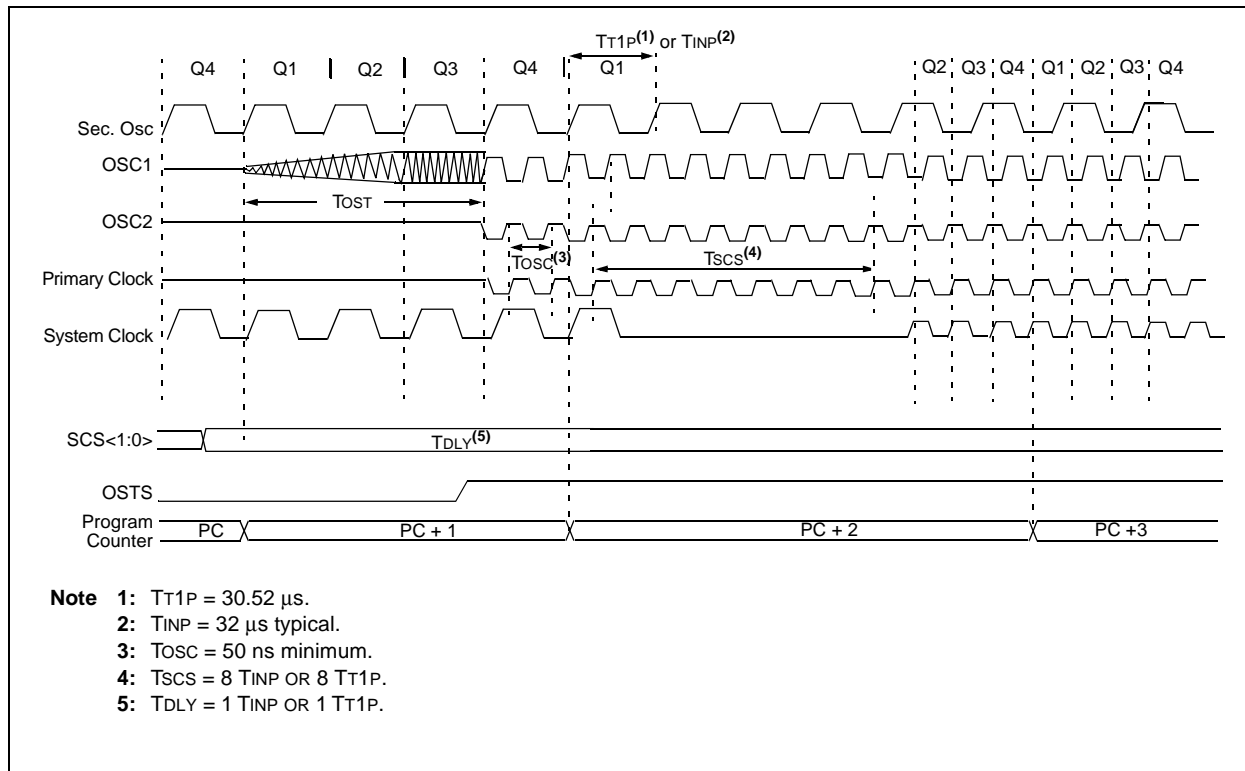 TT1P(1) or TINP(2)
Q4 Q1 Q2 Q3 Q4 Q1 Q2 Q3 Q4 Q1 Q2 Q3 Q4
Sec. Osc
OSC1
TOST
OSC2
TOSC(3) TSCS(4)
Primary Clock
System Clock
SCS<1:0> TDLY(5)
OSTS
Program
Counter
PC PC + 1 PC + 2 PC +3
Note 1: TT1P = 30.52 μs.
2: TINP = 32 μs typical.
3: TOSC = 50 ns minimum.
4: TSCS = 8 TINP OR 8 TT1P.
5: TDLY = 1 TINP OR 1 TT1P.